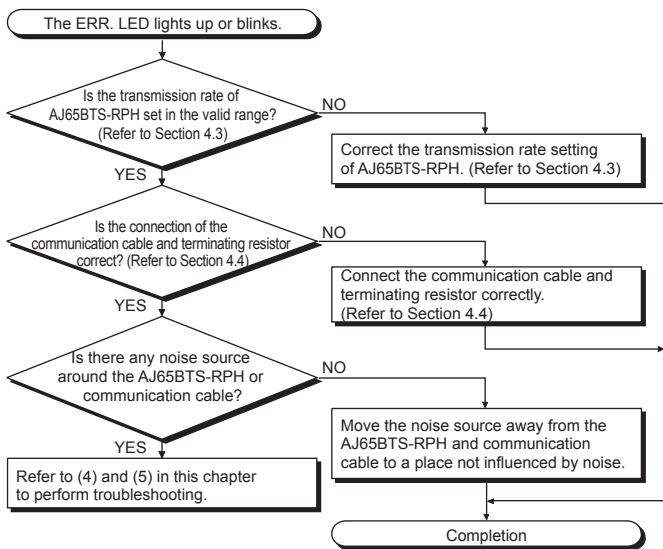 The ERR. LED lights up or blinks.
Is the transmission rate of
AJ65BTS-RPH set in the valid range?
(Refer to Section 4.3)
NO
Correct the transmission rate setting
of AJ65BTS-RPH. (Refer to Section 4.3)
YES
Is the connection of the
communication cable and terminating resistor
correct? (Refer to Section 4.4)
NO
Connect the communication cable and
terminating resistor correctly.
(Refer to Section 4.4)
YES
Is there any noise source
around the AJ65BTS-RPH or
communication cable?
NO
Move the noise source away from the
AJ65BTS-RPH and communication
cable to a place not influenced by noise.
YES
Refer to (4) and (5) in this chapter
to perform troubleshooting.
Completion